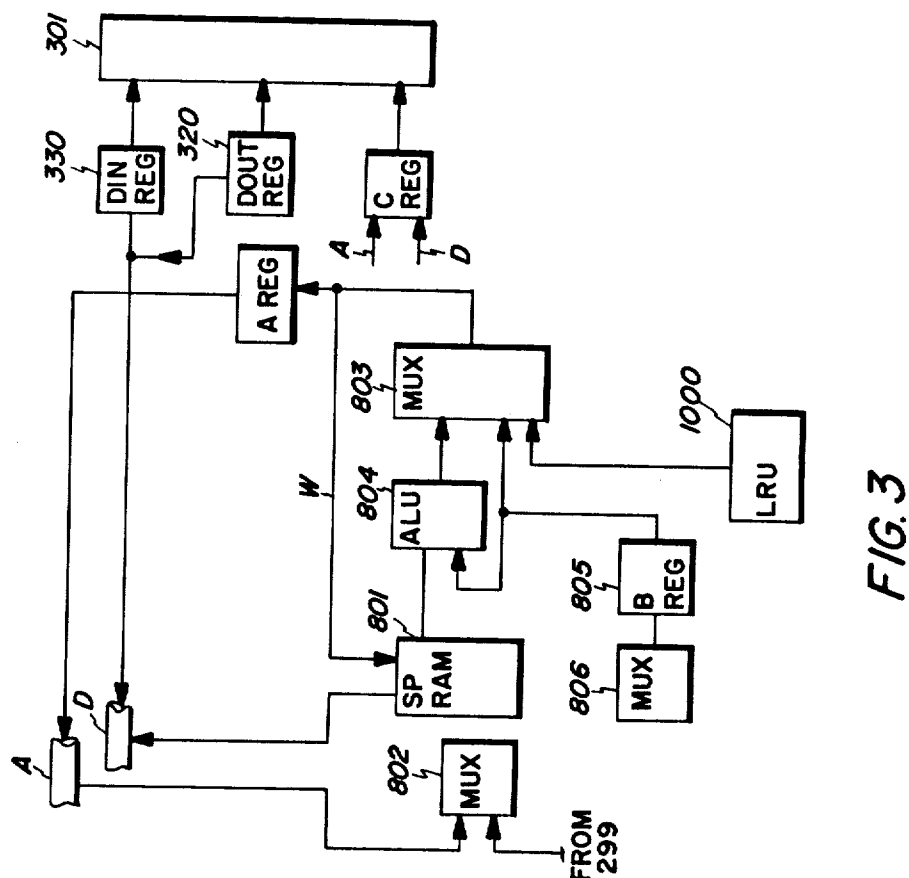 301
330
DIN
REG
320
DOUT
REG
C
REG
A
D
A REG
W
803
MUX
804
ALU
1000
LRU
801
SP
RAM
805
B
REG
806
MUX
A
D
802
MUX
FROM
299
FIG. 3